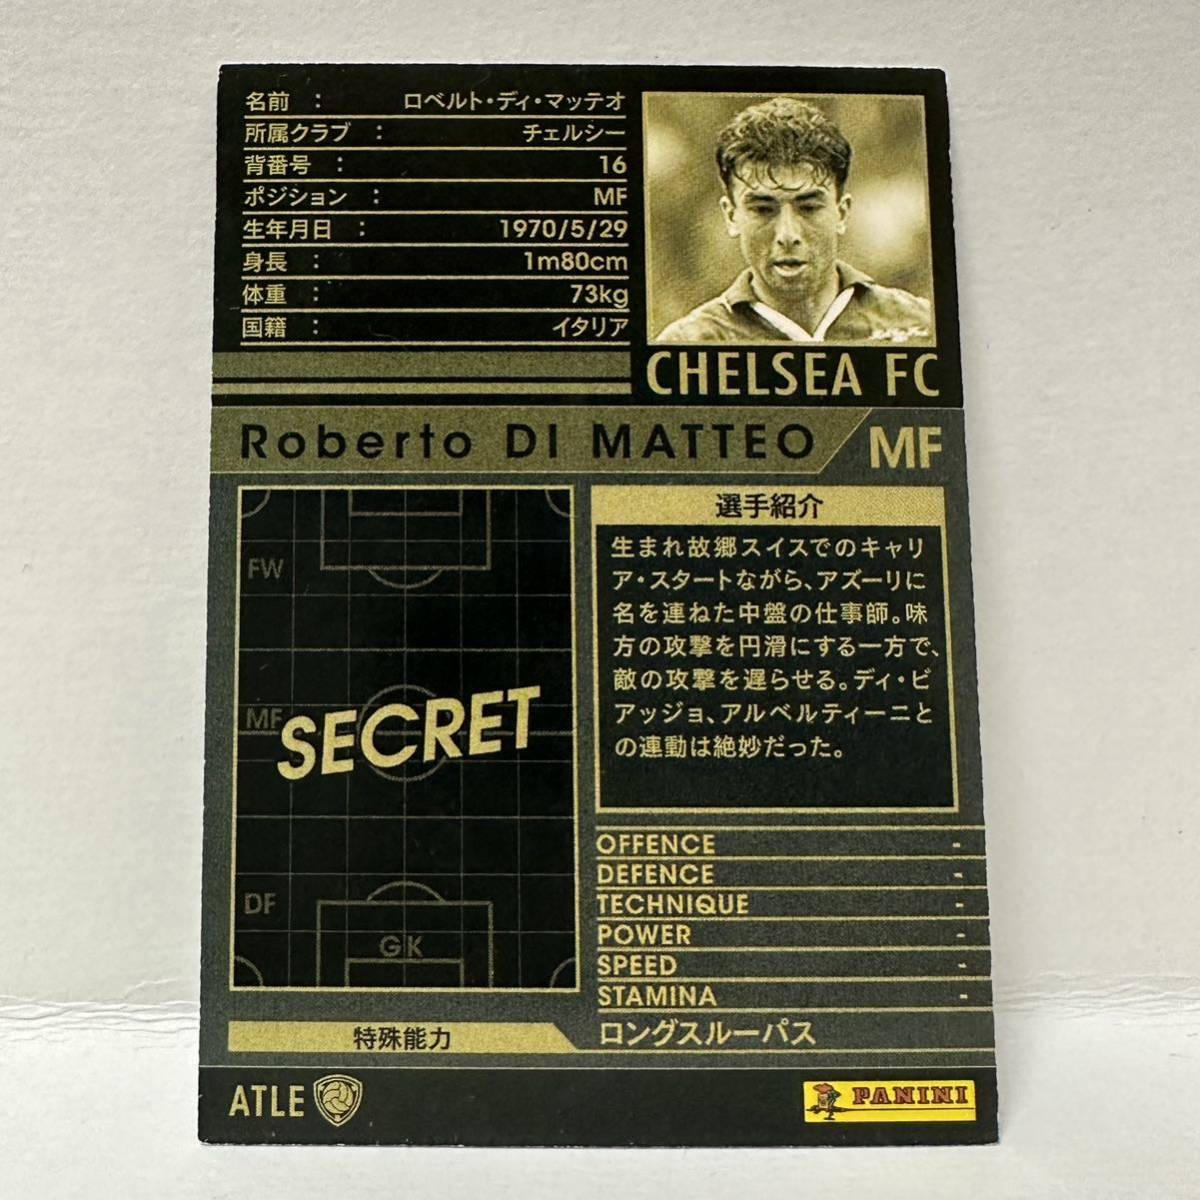 名前 : ロベルト・ディ・マッテオ
所属クラブ : チェルシー
背番号 : 16
ポジション : MF
生年月日 : 1970/5/29
身長 : 1m80cm
体重 : 73kg
国籍 : イタリア
CHELSEA FC
Roberto DI MATTEO
MF
FW
MF
SECRET
DF
GK
選手紹介
生まれ故郷スイスでのキャリ
ア・スタートながら、アズーリに
名を連ねた中盤の仕事師。味
方の攻撃を円滑にする一方で、
敵の攻撃を遅らせる。ディ・ビ
アッジョ、アルベルティーニと
の連動は絶妙だった。
OFFENCE -
DEFENCE -
TECHNIQUE -
POWER -
SPEED -
STAMINA -
特殊能力 ロングスルーパス
ATLE
PANINI